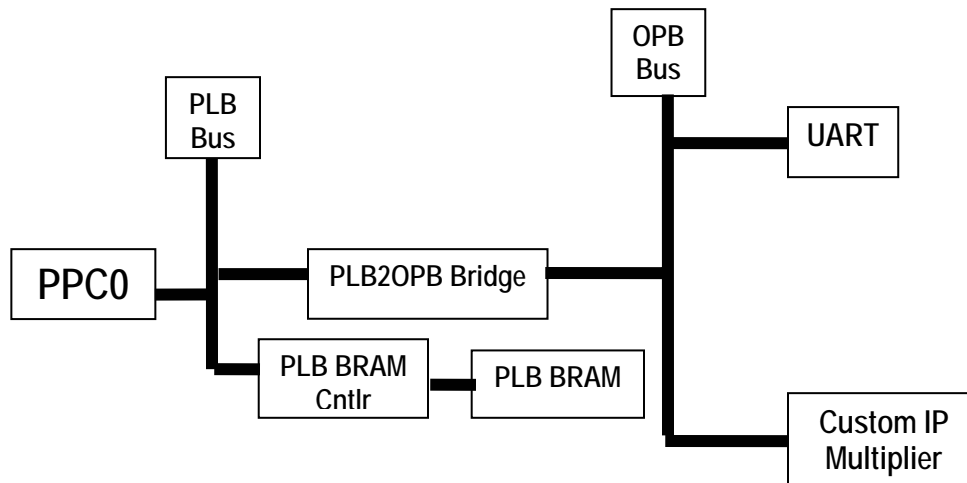 OPB
Bus
PLB
Bus
UART
PPC0
PLB2OPB Bridge
PLB BRAM
Cntlr
PLB BRAM
Custom IP
Multiplier